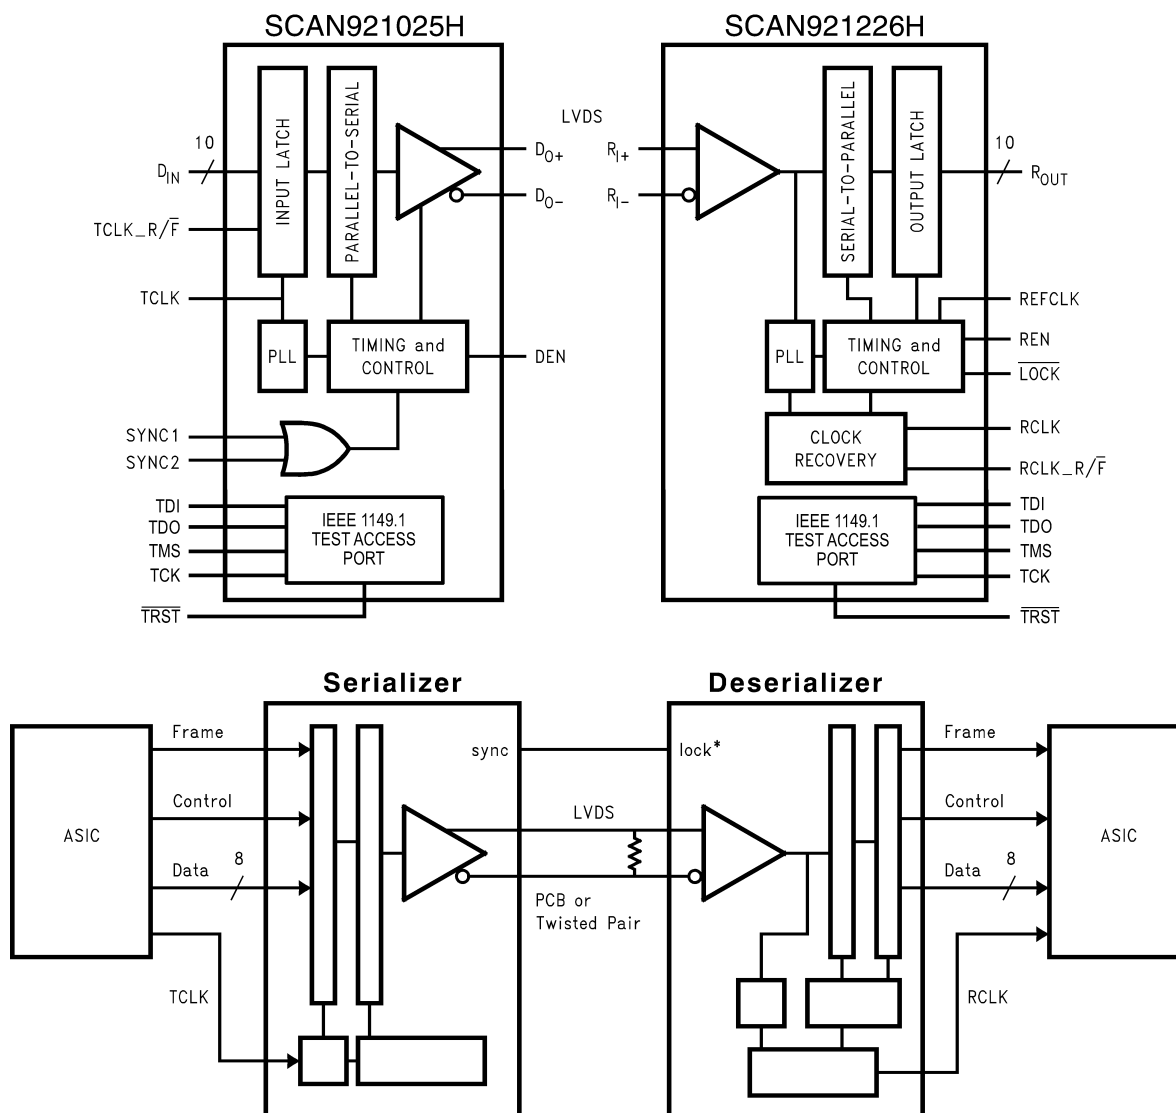 SCAN921025H
SCAN921226H
INPUT LATCH
PARALLEL-TO-SERIAL
10
D_IN
TCLK_R/F̅
TCLK
PLL
TIMING and
CONTROL
DEN
SYNC1
SYNC2
TDI
TDO
TMS
TCK
T̅R̅S̅T̅
IEEE 1149.1
TEST ACCESS
PORT
LVDS
D_O+
D_O−
R_I+
R_I−
SERIAL-TO-PARALLEL
OUTPUT LATCH
10
R_OUT
REFCLK
REN
L̅O̅C̅K̅
PLL
TIMING and
CONTROL
CLOCK
RECOVERY
RCLK
RCLK_R/F̅
IEEE 1149.1
TEST ACCESS
PORT
TDI
TDO
TMS
TCK
T̅R̅S̅T̅
Serializer
Deserializer
ASIC
Frame
Control
Data
8
TCLK
sync
lock*
LVDS
PCB or
Twisted Pair
Frame
Control
Data
8
RCLK
ASIC